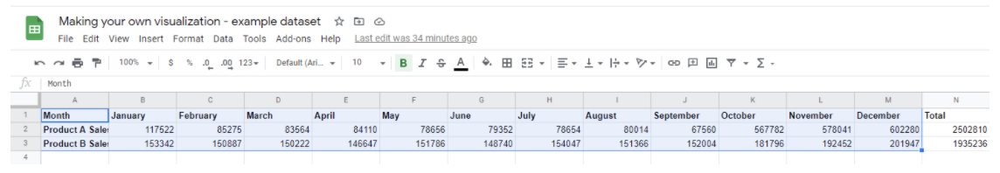 Making your own visualization - example dataset
File Edit View Insert Format Data Tools Add-ons Help Last edit was 34 minutes ago
100% $ % .0 .00 123 Default (Ari... 10 B I S A
fx Month
A B C D E F G H I J K L M N
1 Month January February March April May June July August September October November December Total
2 Product A Sale 117522 85275 83564 84110 78656 79352 78654 80014 67560 567782 578041 602280 2502810
3 Product B Sale 153342 150887 150222 146647 151786 148740 154047 151366 152004 181796 192452 201947 1935236
4